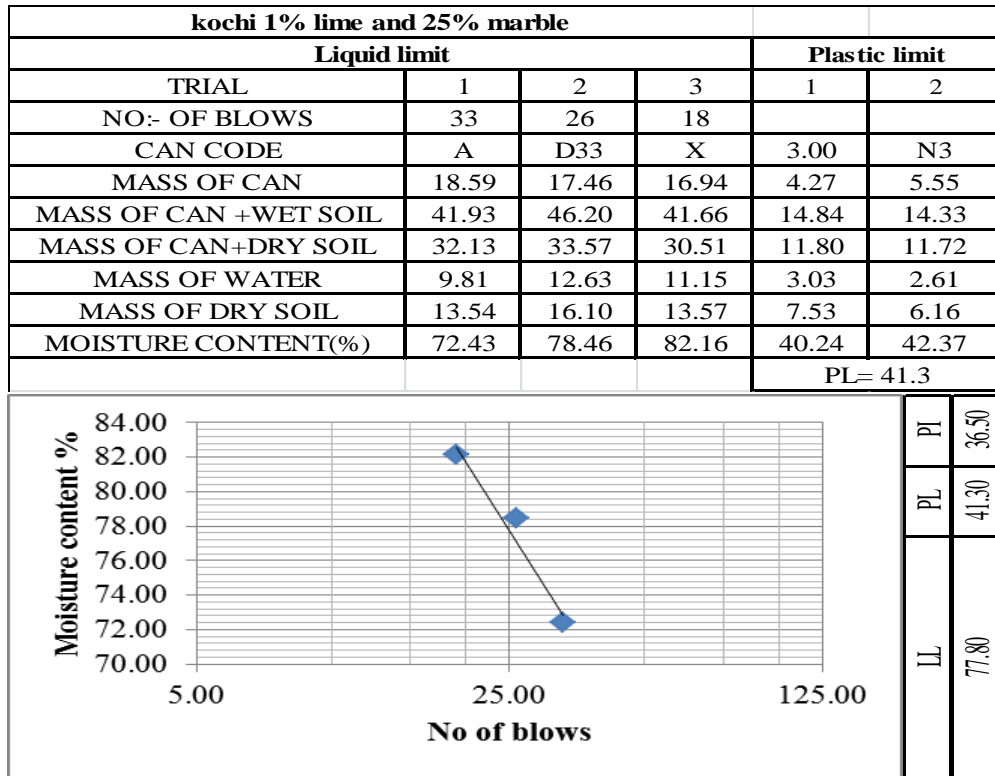 kochi 1% lime and 25% marble
Liquid limit Plastic limit
TRIAL 1 2 3 1 2
NO:- OF BLOWS 33 26 18
CAN CODE A D33 X 3.00 N3
MASS OF CAN 18.59 17.46 16.94 4.27 5.55
MASS OF CAN +WET SOIL 41.93 46.20 41.66 14.84 14.33
MASS OF CAN+DRY SOIL 32.13 33.57 30.51 11.80 11.72
MASS OF WATER 9.81 12.63 11.15 3.03 2.61
MASS OF DRY SOIL 13.54 16.10 13.57 7.53 6.16
MOISTURE CONTENT(%) 72.43 78.46 82.16 40.24 42.37
PL= 41.3
Moisture content %
84.00
82.00
80.00
78.00
76.00
74.00
72.00
70.00
5.00 25.00 125.00
No of blows
PI 36.50
PL 41.30
LL 77.80